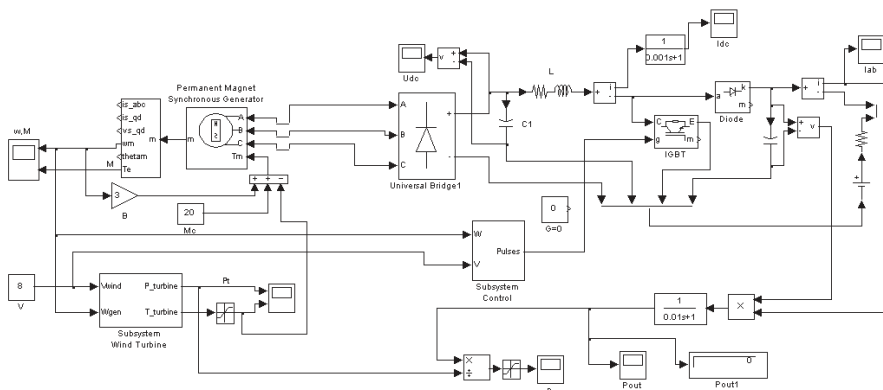 1
0.001s+1
Idc
Iab
Udc
v
+
-
L
+
-
i
a
k
m
Diode
+
-
i
Permanent Magnet
Synchronous Generator
is_abc
is_qd
vs_qd
wm
thetam
Te
m
m
A
B
C
Tm
A
B
C
+
-
Universal Bridge1
C1
C
E
g
m
IGBT
+
-
v
w,M
M
3
B
20
Mc
+ + -
0
G=0
W
V
Pulses
Subsystem
Control
8
V
Vwind
Wgen
P_turbine
T_turbine
Subsystem
Wind Turbine
Pt
1
0.01s+1
×
×
÷
Pout
0
Pout1